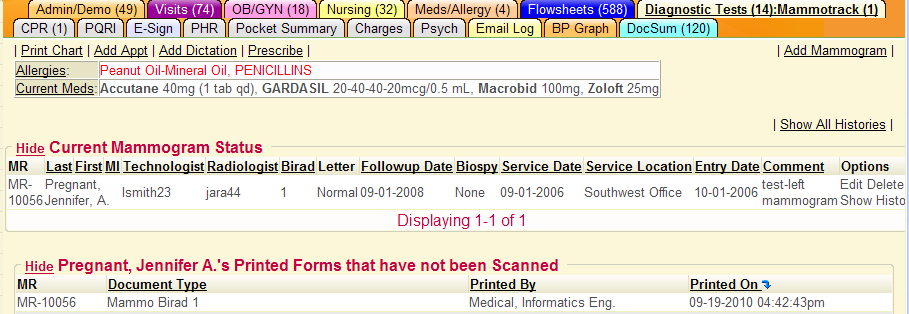 Admin/Demo (49) Visits (74) OB/GYN (18) Nursing (32) Meds/Allergy (4) Flowsheets (588) Diagnostic Tests (14):Mammotrack (1)
CPR (1) PQRI E-Sign PHR Pocket Summary Charges Psych Email Log BP Graph DocSum (120)
| Print Chart | Add Appt | Add Dictation | Prescribe | | Add Mammogram |
Allergies: Peanut Oil-Mineral Oil, PENICILLINS
Current Meds: Accutane 40mg (1 tab qd), GARDASIL 20-40-40-20mcg/0.5 mL, Macrobid 100mg, Zoloft 25mg
| Show All Histories |
Hide Current Mammogram Status
MR Last First MI Technologist Radiologist Birad Letter Followup Date Biospy Service Date Service Location Entry Date Comment Options
MR- Pregnant, test-left Edit Delete
10056 Jennifer, A. lsmith23 jara44 1 Normal 09-01-2008 None 09-01-2006 Southwest Office 10-01-2006 mammogram Show Histo
Displaying 1-1 of 1
Hide Pregnant, Jennifer A.'s Printed Forms that have not been Scanned
MR Document Type Printed By Printed On
MR-10056 Mammo Birad 1 Medical, Informatics Eng. 09-19-2010 04:42:43pm